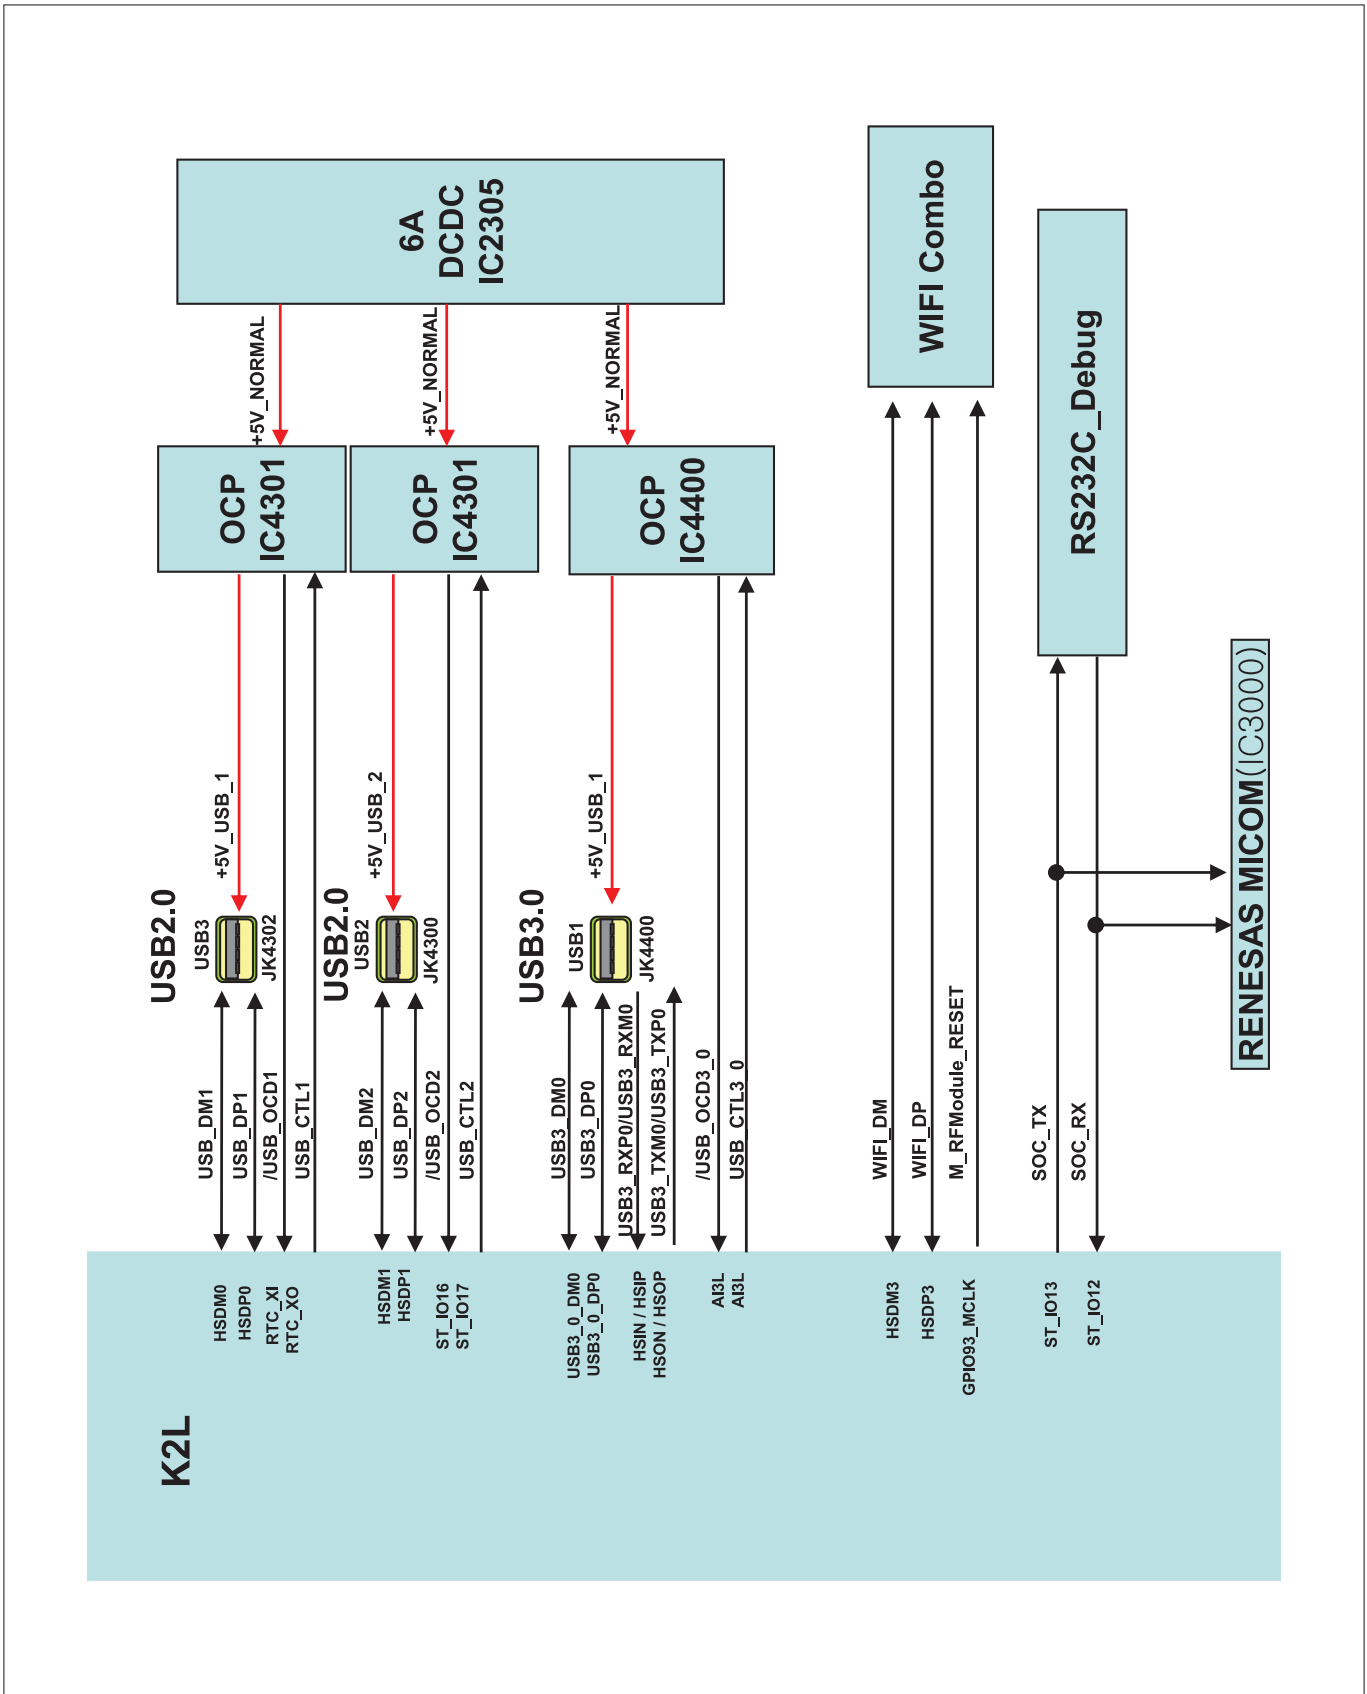 K2L
HSDM0
HSDP0
RTC_XI
RTC_XO
HSDM1
HSDP1
ST_IO16
ST_IO17
USB3_0_DM0
USB3_0_DP0
HSIN / HSIP
HSON / HSOP
AI3L
AI3L
HSDM3
HSDP3
GPIO93_MCLK
ST_IO13
ST_IO12
USB_DM1
USB_DP1
/USB_OCD1
USB_CTL1
USB_DM2
USB_DP2
/USB_OCD2
USB_CTL2
USB3_DM0
USB3_DP0
USB3_RXP0/USB3_RXM0
USB3_TXM0/USB3_TXP0
/USB_OCD3_0
USB_CTL3_0
WIFI_DM
WIFI_DP
M_RFModule_RESET
SOC_TX
SOC_RX
USB2.0
USB3
JK4302
USB2.0
USB2
JK4300
USB3.0
USB1
JK4400
+5V_USB_1
+5V_USB_2
+5V_USB_1
OCP
IC4301
OCP
IC4301
OCP
IC4400
+5V_NORMAL
+5V_NORMAL
+5V_NORMAL
6A
DCDC
IC2305
WIFI Combo
RS232C_Debug
RENESAS MICOM(IC3000)